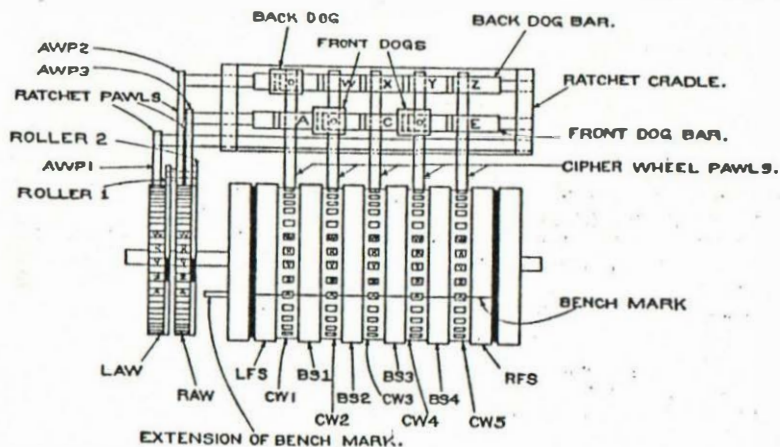 BACK DOG
BACK DOG BAR.
AWP2
FRONT DOGS
AWP3
RATCHET PAWLS
RATCHET CRADLE.
W X Y Z
A C E
ROLLER 2
FRONT DOG BAR.
AWP1
CIPHER WHEEL PAWLS.
ROLLER 1
BENCH MARK
LAW
RAW
LFS
BS1
BS3
RFS
CW1
BS2
CW3
BS4
CW2
CW4
CW5
EXTENSION OF BENCH MARK.